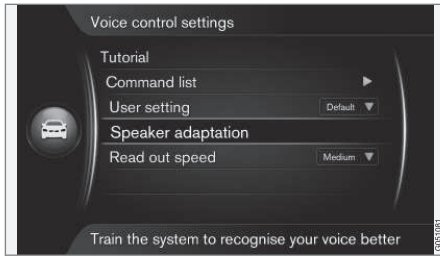 Voice control settings
Tutorial
Command list
User setting Default
Speaker adaptation
Read out speed Medium
Train the system to recognise your voice better
G051081